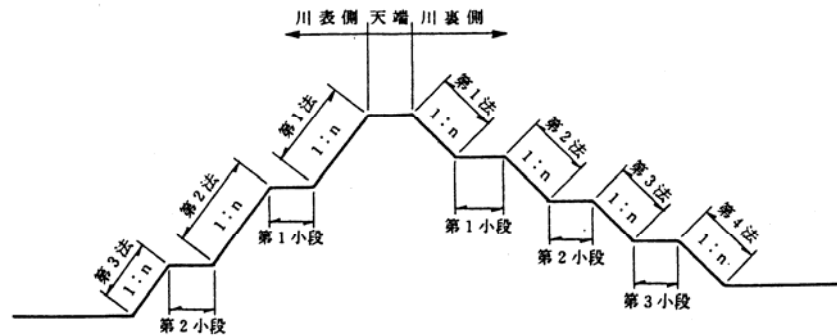 川表側 天端 川裏側
第1法
1:n
第2法
1:n
第3法
1:n
第1小段
第2小段
第1法
1:n
第2法
1:n
第3法
1:n
第4法
1:n
第1小段
第2小段
第3小段